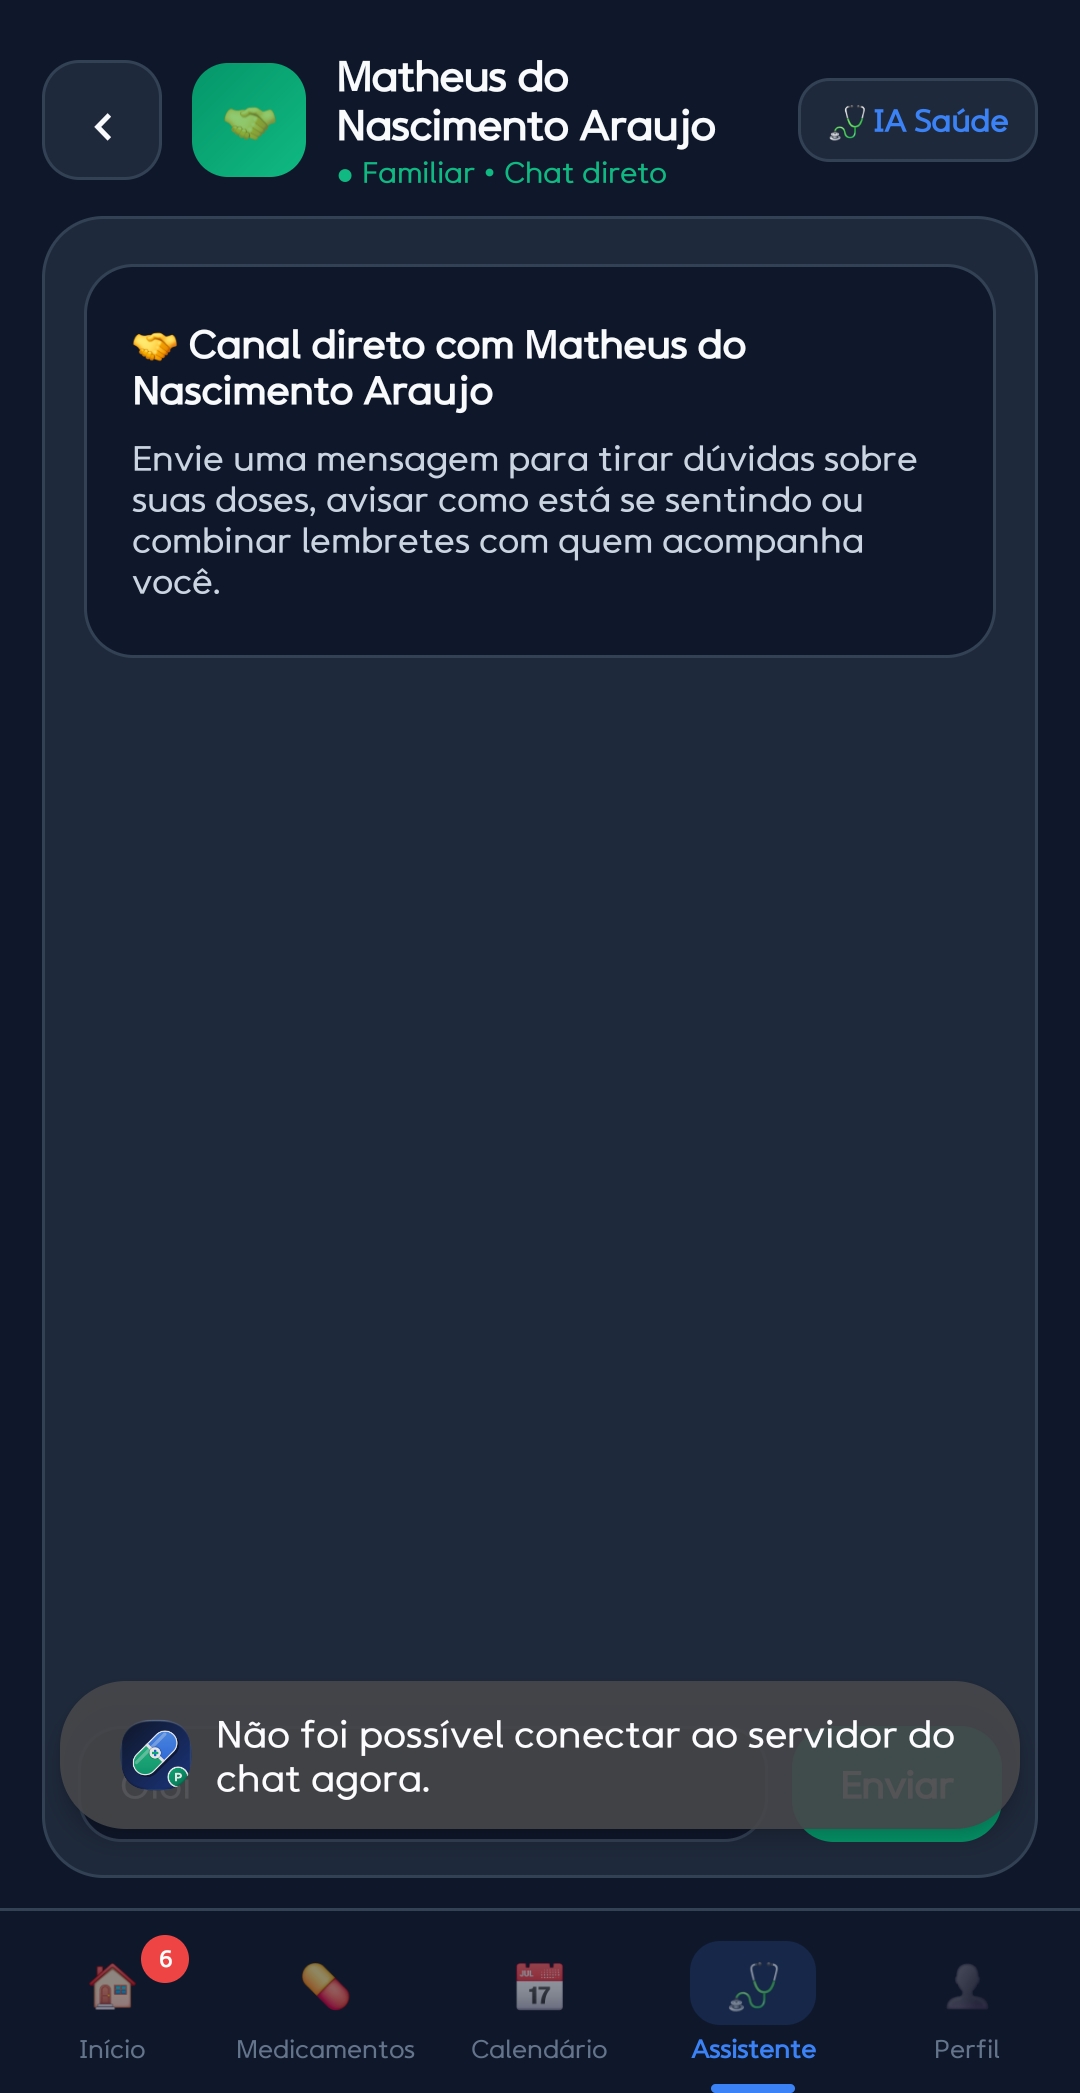 Matheus do
Nascimento Araujo
● Familiar • Chat direto
IA Saúde
Canal direto com Matheus do
Nascimento Araujo
Envie uma mensagem para tirar dúvidas sobre
suas doses, avisar como está se sentindo ou
combinar lembretes com quem acompanha
você.
Não foi possível conectar ao servidor do
chat agora.
P
Enviar
6
JUL
17
Início
Medicamentos
Calendário
Assistente
Perfil